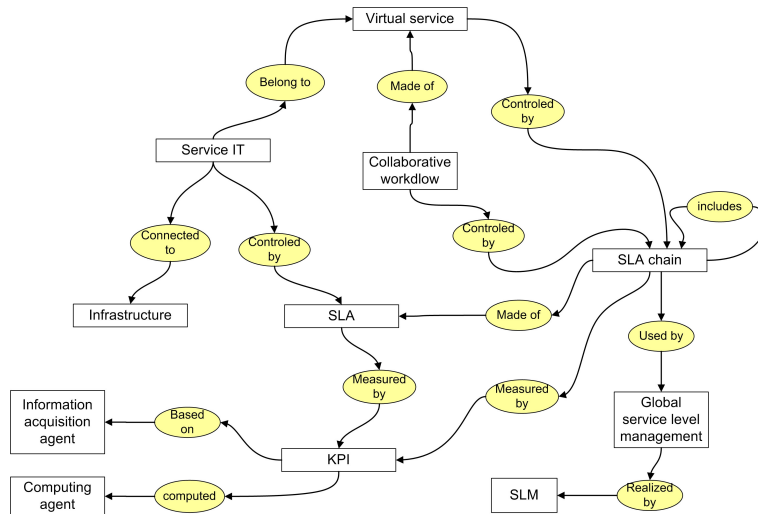 Virtual service
Belong to
Made of
Controled
by
Service IT
Collaborative
workdlow
includes
Connected
to
Controled
by
Controled
by
SLA chain
Infrastructure
SLA
Made of
Used by
Measured
by
Measured
by
Information
acquisition
agent
Based
on
Global
service level
management
KPI
Computing
agent
computed
SLM
Realized
by